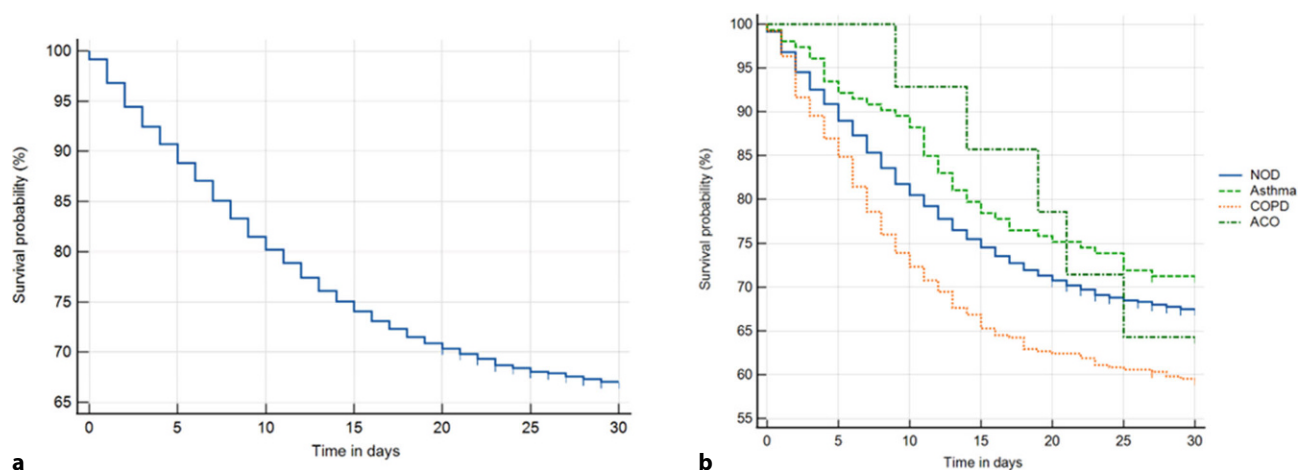 100
95
90
85
80
75
70
65
Survival probability (%)
0 5 10 15 20 25 30
Time in days
a
100
95
90
85
80
75
70
65
60
55
Survival probability (%)
0 5 10 15 20 25 30
Time in days
NOD
Asthma
COPD
ACO
b